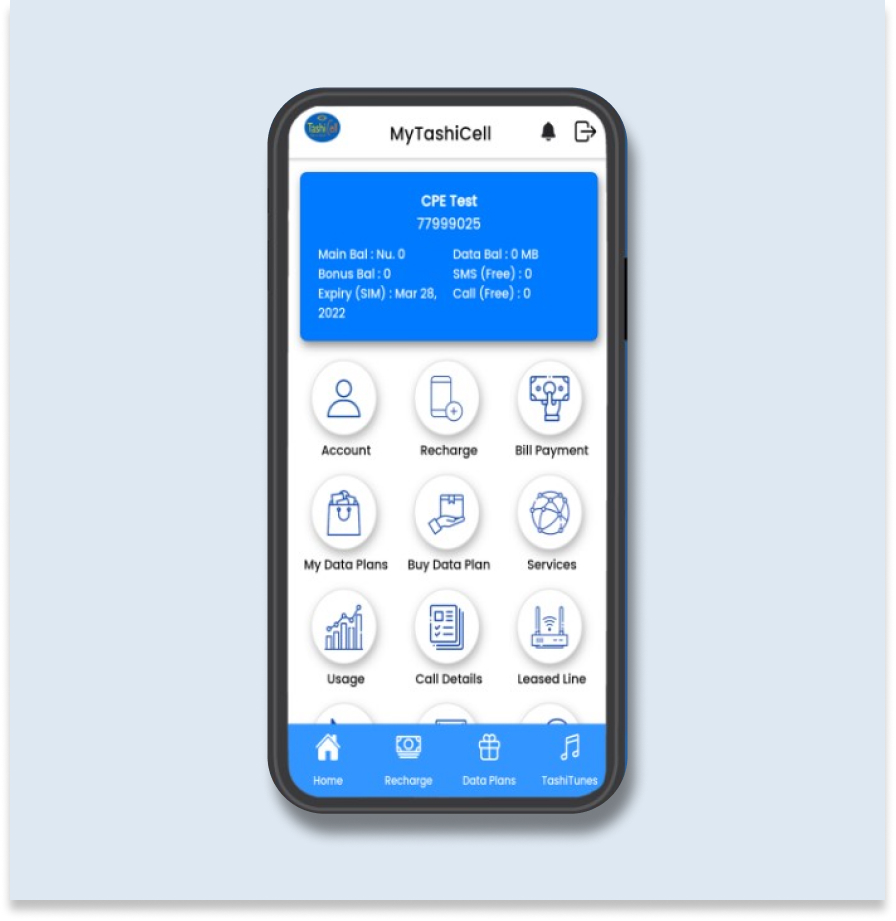 TashiCell
MyTashiCell
CPE Test
77999025
Main Bal : Nu. 0
Data Bal : 0 MB
Bonus Bal : 0
SMS (Free) : 0
Expiry (SIM) : Mar 28,
2022
Call (Free) : 0
Account
Recharge
Bill Payment
My Data Plans
Buy Data Plan
Services
Usage
Call Details
Leased Line
Home
Recharge
Data Plans
TashiTunes